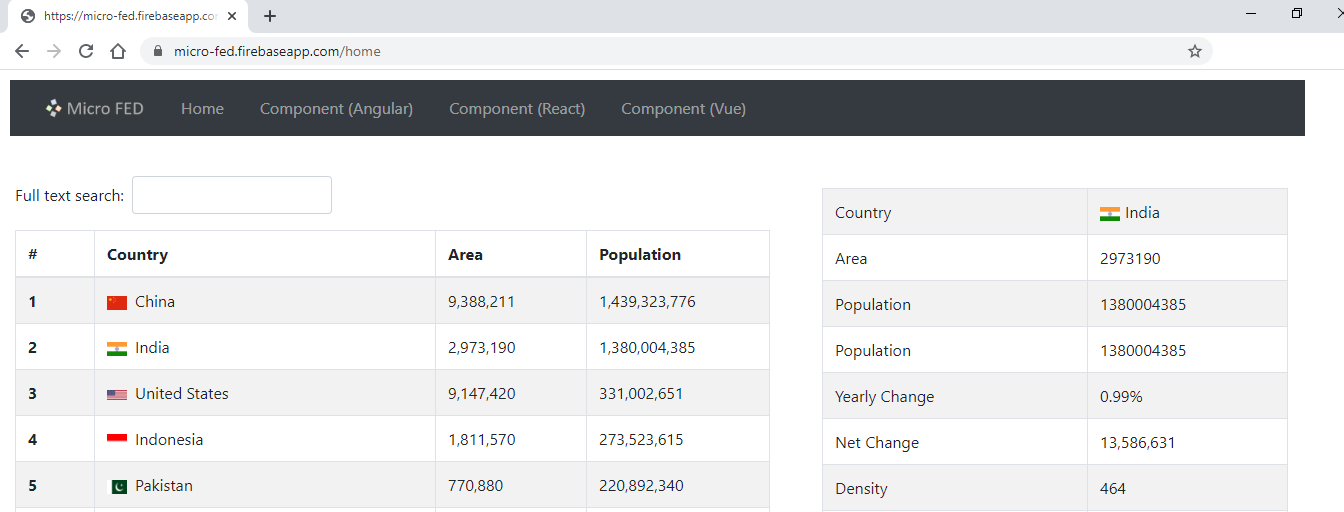 https://micro-fed.firebaseapp.co
micro-fed.firebaseapp.com/home
Micro FED Home Component (Angular) Component (React) Component (Vue)
Full text search:
# Country Area Population
1 China 9,388,211 1,439,323,776
2 India 2,973,190 1,380,004,385
3 United States 9,147,420 331,002,651
4 Indonesia 1,811,570 273,523,615
5 Pakistan 770,880 220,892,340
Country India
Area 2973190
Population 1380004385
Population 1380004385
Yearly Change 0.99%
Net Change 13,586,631
Density 464